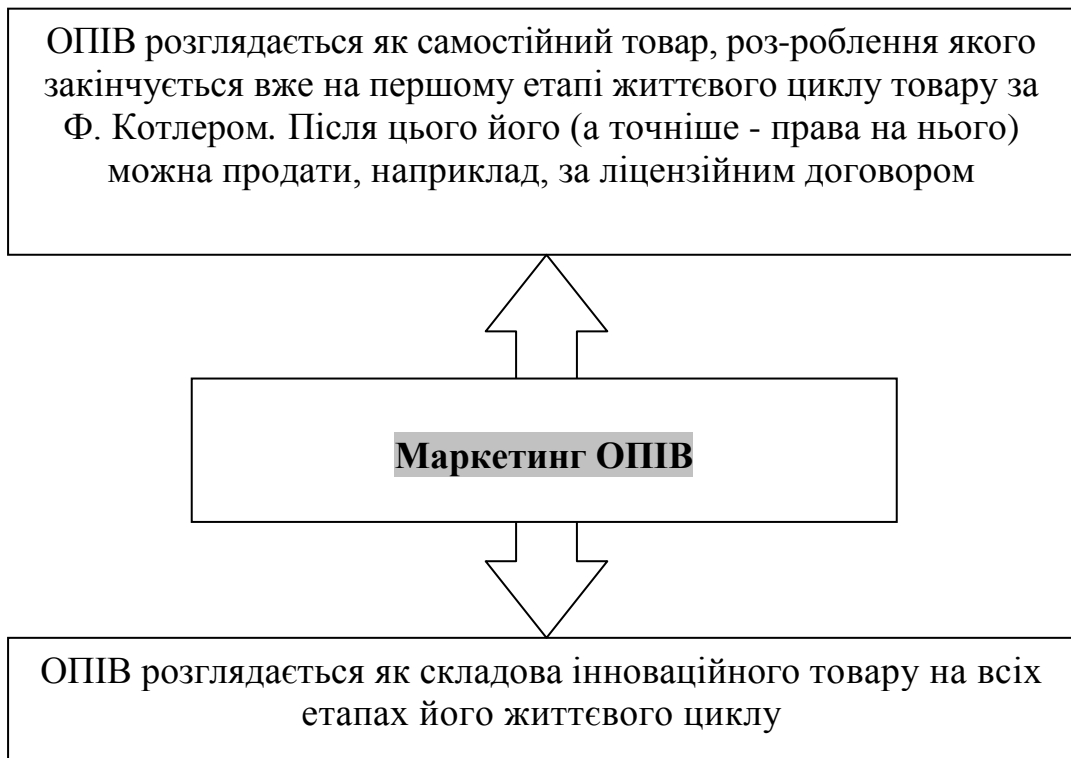 ОПІВ розглядається як самостійний товар, роз-роблення якого
закінчується вже на першому етапі життєвого циклу товару за
Ф. Котлером. Після цього його (а точніше - права на нього)
можна продати, наприклад, за ліцензійним договором
Маркетинг ОПІВ
ОПІВ розглядається як складова інноваційного товару на всіх
етапах його життєвого циклу